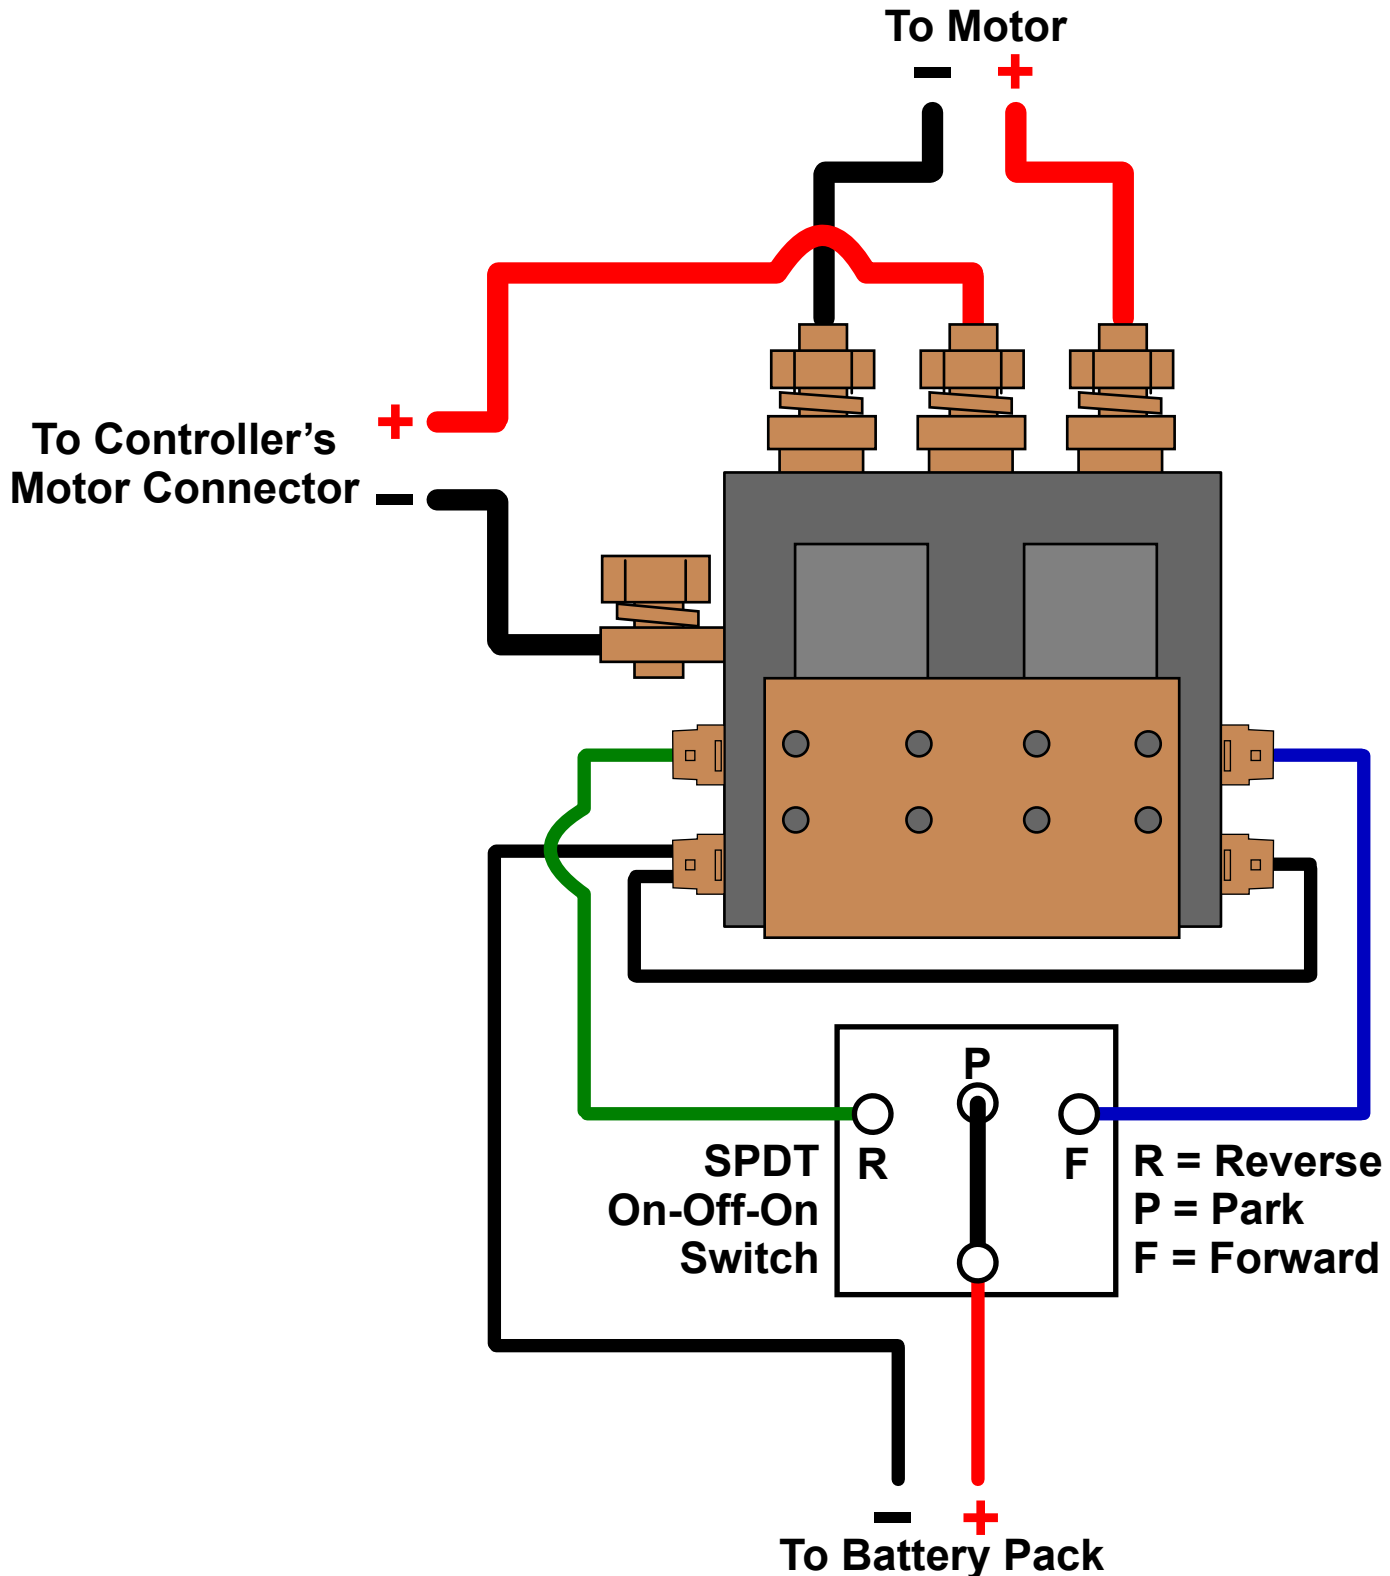 To Motor
− +
To Controller’s
Motor Connector
+
−
P
R
F
SPDT
On-Off-On
Switch
R = Reverse
P = Park
F = Forward
− +
To Battery Pack